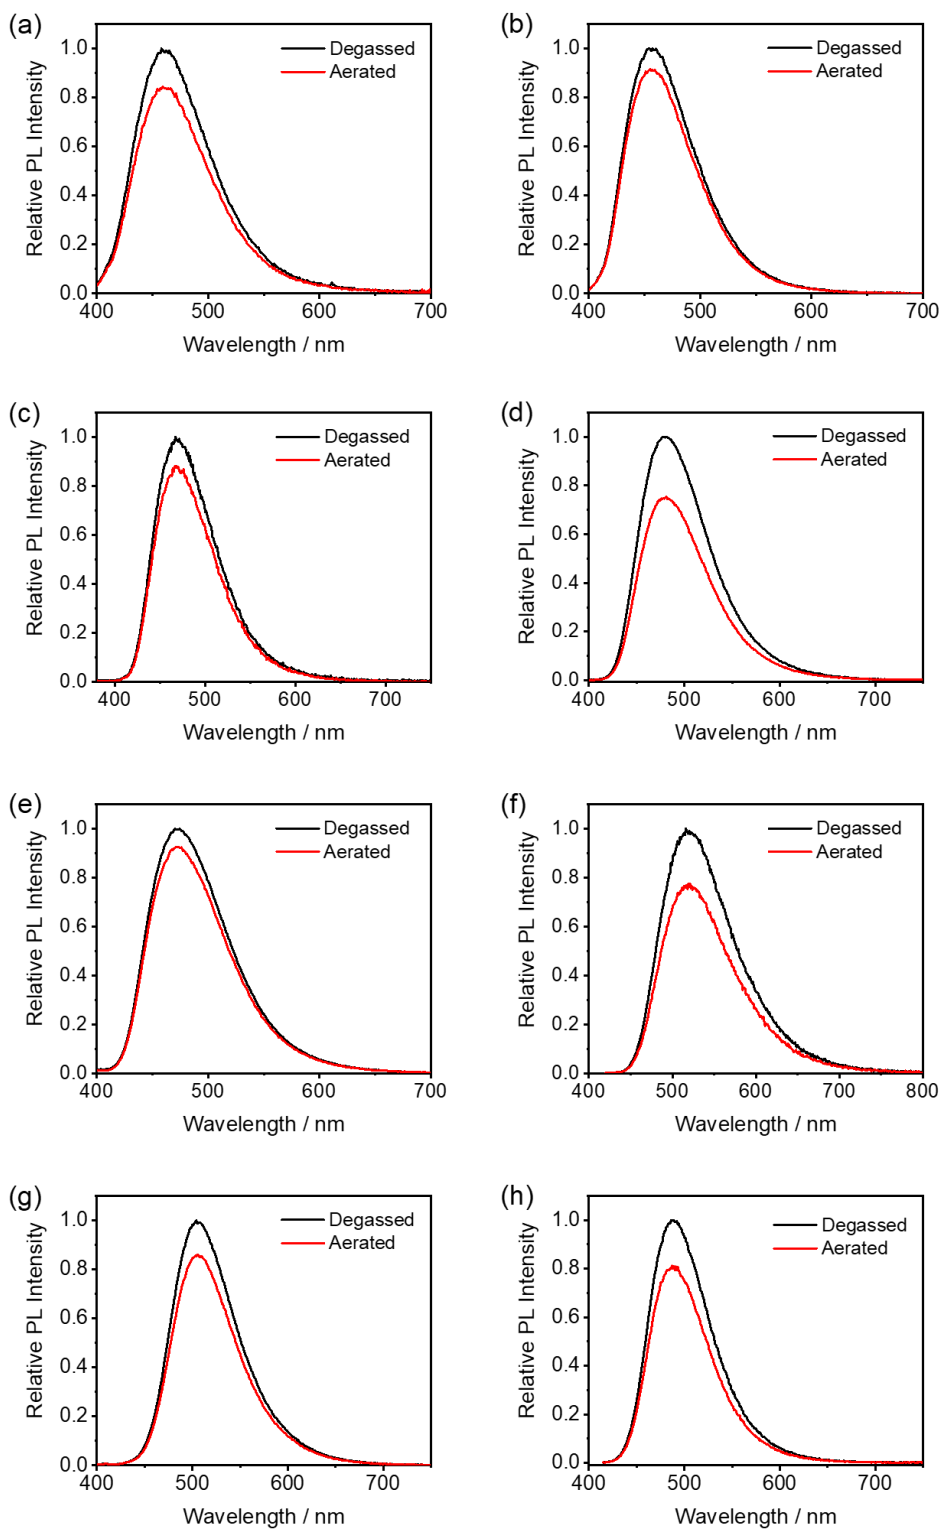 (a)
Relative PL Intensity
1.0
0.8
0.6
0.4
0.2
0.0
Degassed
Aerated
400 500 600 700
Wavelength / nm
(b)
Relative PL Intensity
1.0
0.8
0.6
0.4
0.2
0.0
Degassed
Aerated
400 500 600 700
Wavelength / nm
(c)
Relative PL Intensity
1.0
0.8
0.6
0.4
0.2
0.0
Degassed
Aerated
400 500 600 700
Wavelength / nm
(d)
Relative PL Intensity
1.0
0.8
0.6
0.4
0.2
0.0
Degassed
Aerated
400 500 600 700
Wavelength / nm
(e)
Relative PL Intensity
1.0
0.8
0.6
0.4
0.2
0.0
Degassed
Aerated
400 500 600 700
Wavelength / nm
(f)
Relative PL Intensity
1.0
0.8
0.6
0.4
0.2
0.0
Degassed
Aerated
400 500 600 700 800
Wavelength / nm
(g)
Relative PL Intensity
1.0
0.8
0.6
0.4
0.2
0.0
Degassed
Aerated
400 500 600 700
Wavelength / nm
(h)
Relative PL Intensity
1.0
0.8
0.6
0.4
0.2
0.0
Degassed
Aerated
400 500 600 700
Wavelength / nm